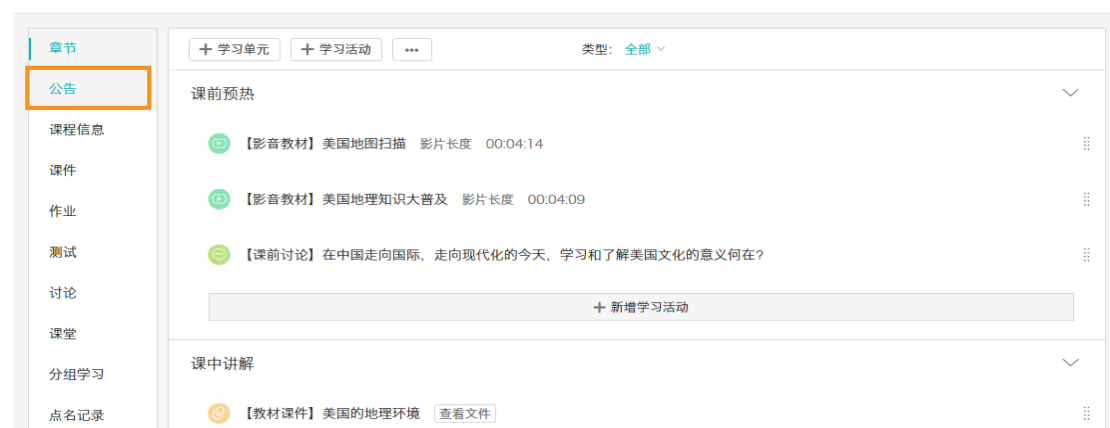 章节
公告
课程信息
课件
作业
测试
讨论
课堂
分组学习
点名记录
+ 学习单元 + 学习活动 ••• 类型: 全部
课前预热
【影音教材】美国地图扫描 影片长度 00:04:14
【影音教材】美国地理知识大普及 影片长度 00:04:09
【课前讨论】在中国走向国际，走向现代化的今天，学习和了解美国文化的意义何在?
+ 新增学习活动
课中讲解
【教材课件】美国的地理环境 查看文件